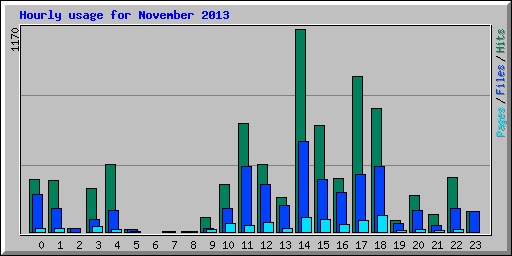 Hourly usage for November 2013
1170
Pages/Files/Hits
0 1 2 3 4 5 6 7 8 9 10 11 12 13 14 15 16 17 18 19 20 21 22 23